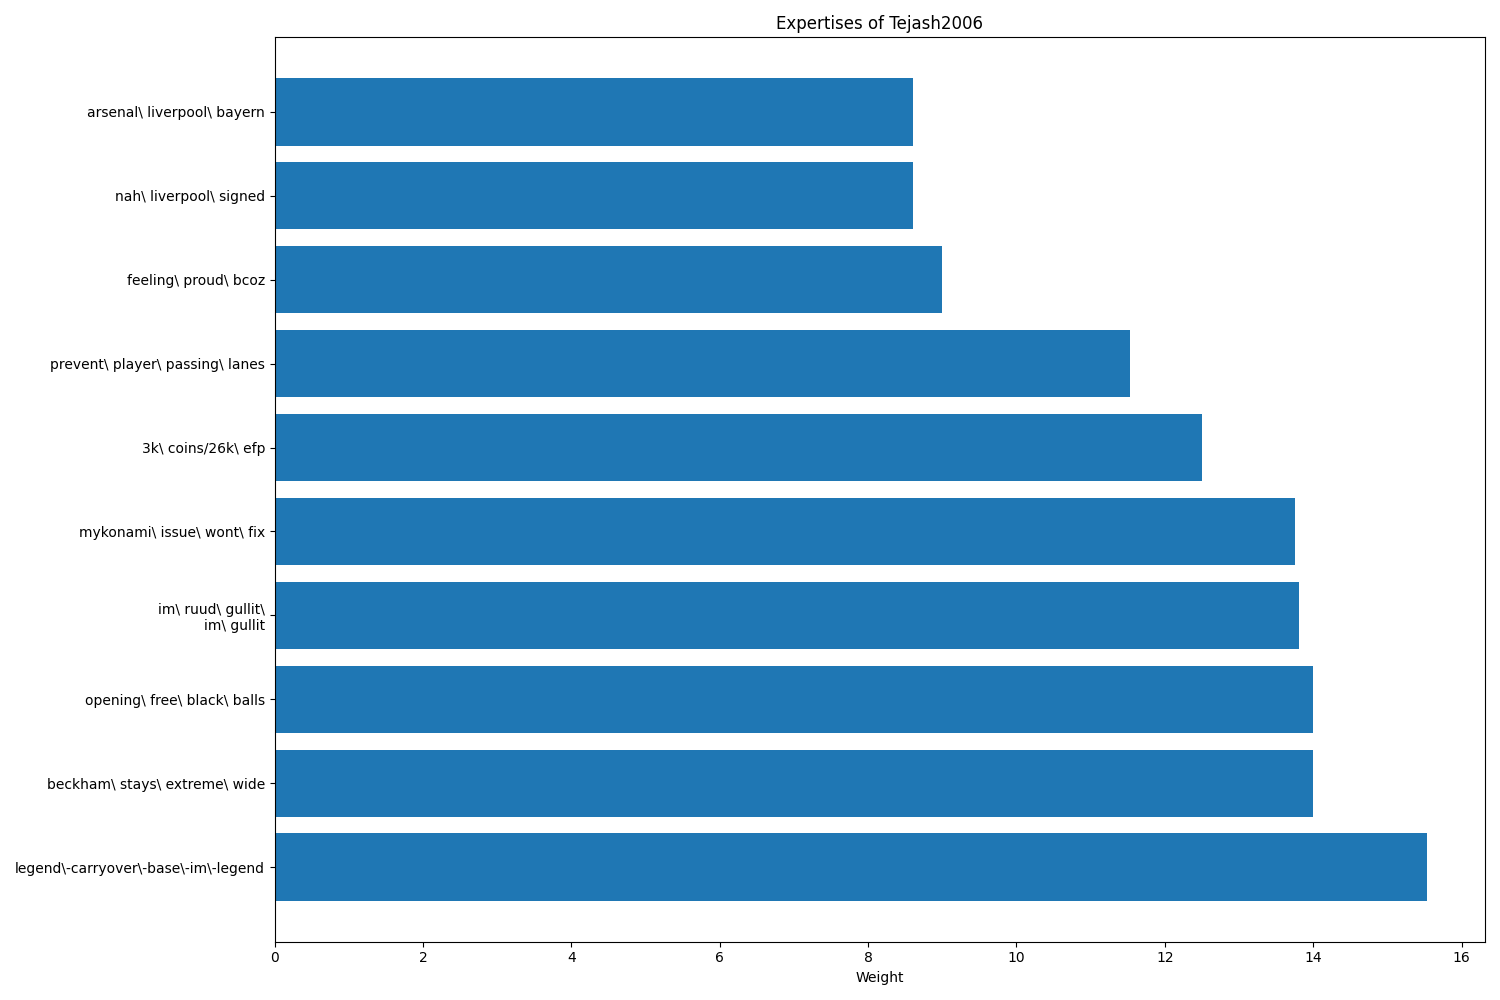 Expertises of Tejash2006
arsenal\ liverpool\ bayern
nah\ liverpool\ signed
feeling\ proud\ bcoz
prevent\ player\ passing\ lanes
3k\ coins/26k\ efp
mykonami\ issue\ wont\ fix
im\ ruud\ gullit\
im\ gullit
opening\ free\ black\ balls
beckham\ stays\ extreme\ wide
legend\-carryover\-base\-im\-legend
0 2 4 6 8 10 12 14 16
Weight